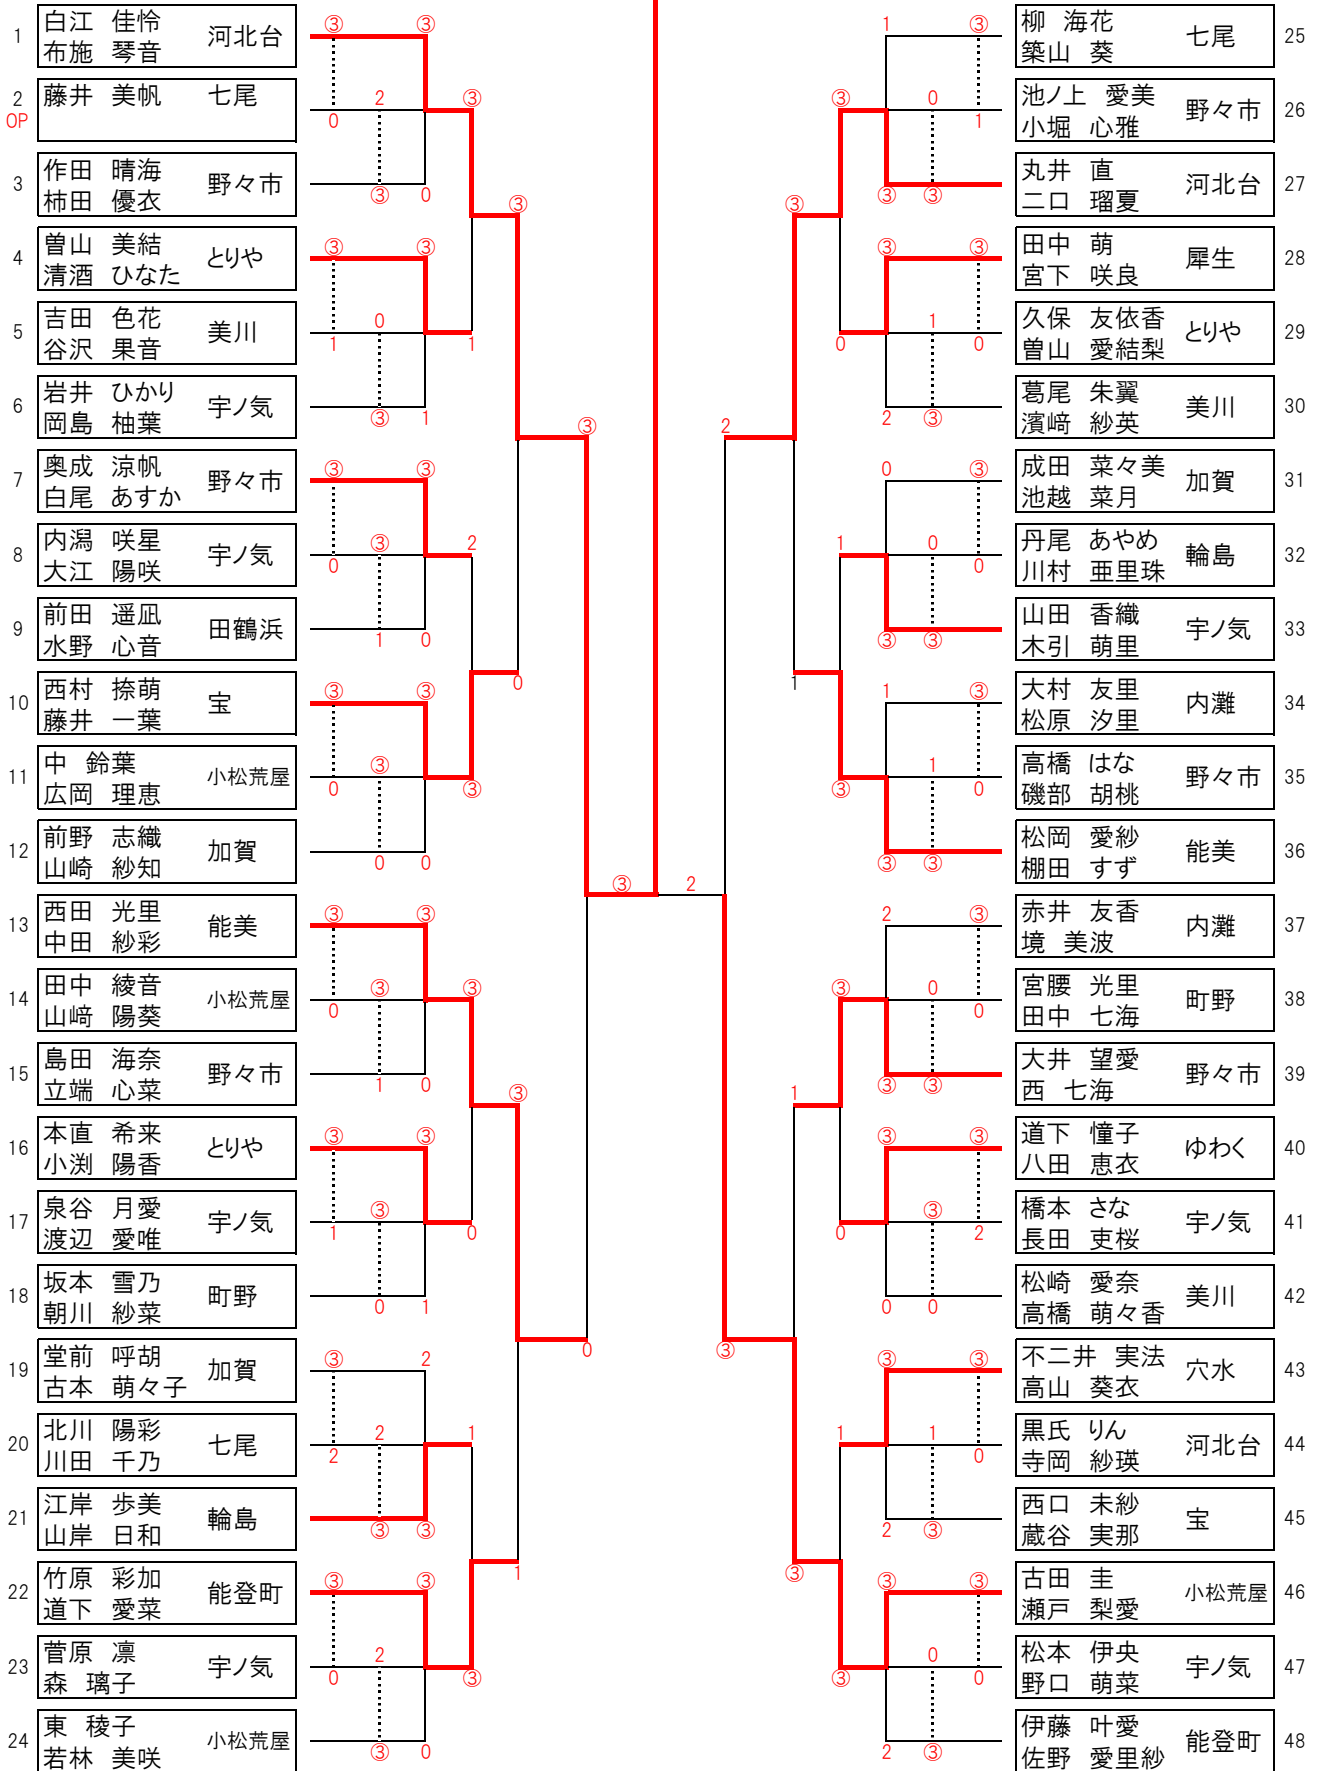 1 白江 佳怜 布施 琴音 河北台
2 OP 藤井 美帆 七尾
3 作田 晴海 柿田 優衣 野々市
4 曽山 美結 清酒 ひなた とりや
5 吉田 色花 谷沢 果音 美川
6 岩井 ひかり 岡島 柚葉 宇ノ気
7 奥成 涼帆 白尾 あすか 野々市
8 内潟 咲星 大江 陽咲 宇ノ気
9 前田 遥凪 水野 心音 田鶴浜
10 西村 捺萌 藤井 一葉 宝
11 中 鈴葉 広岡 理恵 小松荒屋
12 前野 志織 山崎 紗知 加賀
13 西田 光里 中田 紗彩 能美
14 田中 綾音 山﨑 陽葵 小松荒屋
15 島田 海奈 立端 心菜 野々市
16 本直 希来 小渕 陽香 とりや
17 泉谷 月愛 渡辺 愛唯 宇ノ気
18 坂本 雪乃 朝川 紗菜 町野
19 堂前 呼胡 古本 萌々子 加賀
20 北川 陽彩 川田 千乃 七尾
21 江岸 歩美 山岸 日和 輪島
22 竹原 彩加 道下 愛菜 能登町
23 菅原 凛 森 璃子 宇ノ気
24 東 稜子 若林 美咲 小松荒屋
柳 海花 築山 葵 七尾 25
池ノ上 愛美 小堀 心雅 野々市 26
丸井 直 二口 瑠夏 河北台 27
田中 萌 宮下 咲良 犀生 28
久保 友依香 曽山 愛結梨 とりや 29
葛尾 朱翼 濱﨑 紗英 美川 30
成田 菜々美 池越 菜月 加賀 31
丹尾 あやめ 川村 亜里珠 輪島 32
山田 香織 木引 萌里 宇ノ気 33
大村 友里 松原 汐里 内灘 34
高橋 はな 磯部 胡桃 野々市 35
松岡 愛紗 棚田 すず 能美 36
赤井 友香 境 美波 内灘 37
宮腰 光里 田中 七海 町野 38
大井 望愛 西 七海 野々市 39
道下 憧子 八田 恵衣 ゆわく 40
橋本 さな 長田 吏桜 宇ノ気 41
松崎 愛奈 高橋 萌々香 美川 42
不二井 実法 高山 葵衣 穴水 43
黒氏 りん 寺岡 紗瑛 河北台 44
西口 未紗 蔵谷 実那 宝 45
古田 圭 瀬戸 梨愛 小松荒屋 46
松本 伊央 野口 萌菜 宇ノ気 47
伊藤 叶愛 佐野 愛里紗 能登町 48